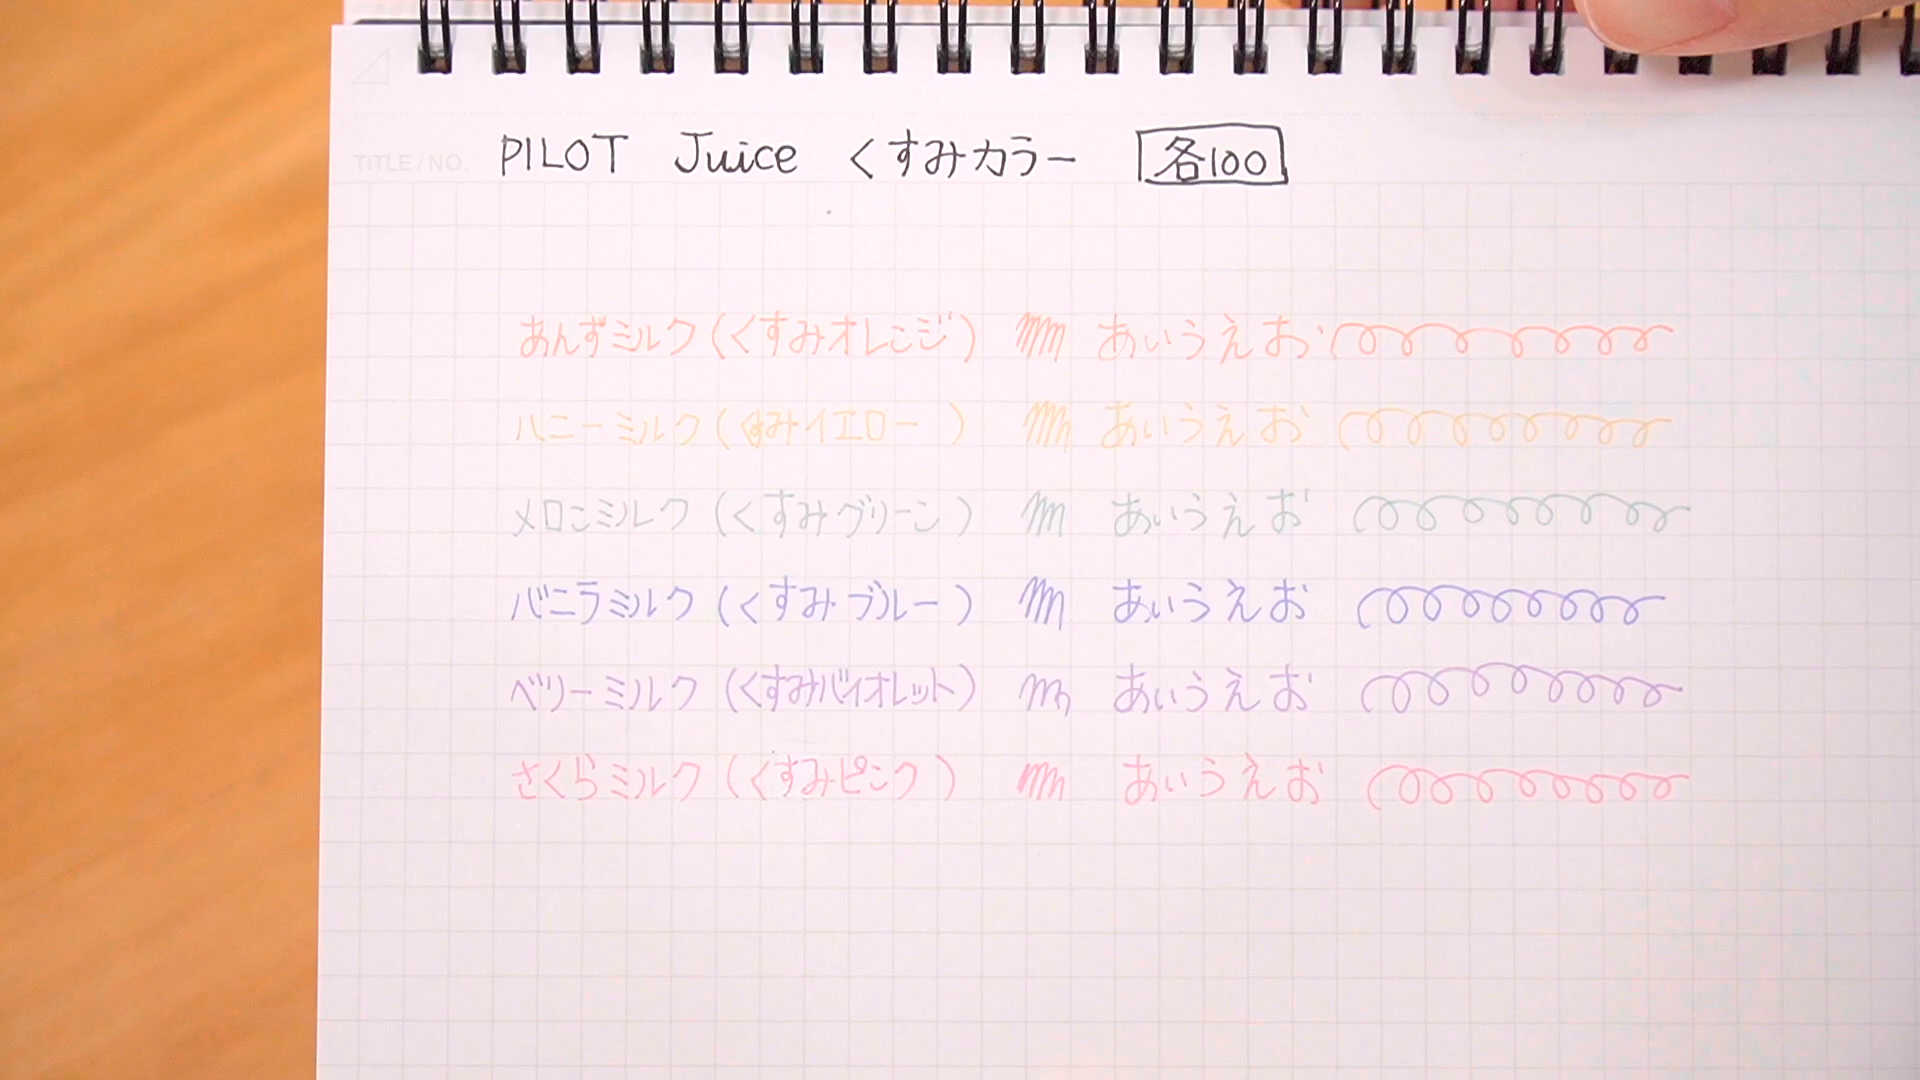 PILOT Juice くすみカラー 各100
TITLE/NO.
あんずミルク(くすみオレンジ) あいうえお
ハニーミルク(くすみイエロー) あいうえお
メロンミルク(くすみグリーン) あいうえお
バニラミルク(くすみブルー) あいうえお
ベリーミルク(くすみバイオレット) あいうえお
さくらミルク(くすみピンク) あいうえお